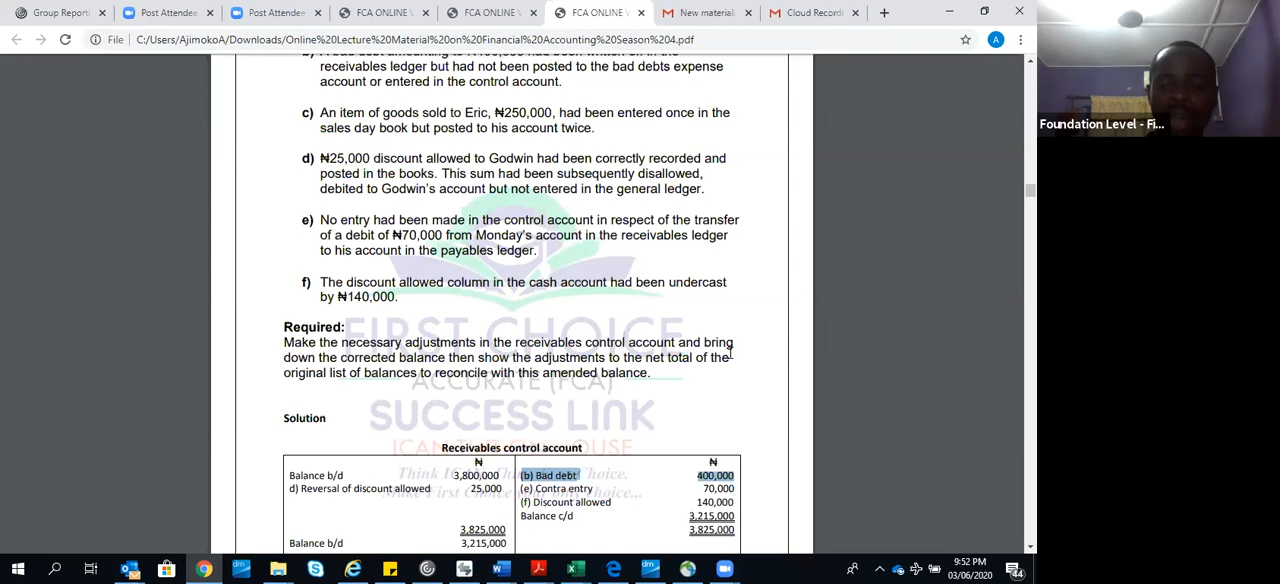 Group Reporti
Post Attendee
Post Attendee
FCA ONLINE V
FCA ONLINE V
FCA ONLINE V
New material
Cloud Recordi
File
C:/Users/AjimokoA/Downloads/Online%20Lecture%20Material%20on%20Financial%20Accounting%20Season%204.pdf
A
receivables ledger but had not been posted to the bad debts expense
account or entered in the control account.
c) An item of goods sold to Eric, ₦250,000, had been entered once in the
sales day book but posted to his account twice.
d) ₦25,000 discount allowed to Godwin had been correctly recorded and
posted in the books. This sum had been subsequently disallowed,
debited to Godwin's account but not entered in the general ledger.
e) No entry had been made in the control account in respect of the transfer
of a debit of ₦70,000 from Monday's account in the receivables ledger
to his account in the payables ledger.
f) The discount allowed column in the cash account had been undercast
by ₦140,000.
Required:
Make the necessary adjustments in the receivables control account and bring
down the corrected balance then show the adjustments to the net total of the
original list of balances to reconcile with this amended balance.
FIRST CHOICE
ACCURATE (FCA)
SUCCESS LINK
Solution
Receivables control account
₦ ₦
Balance b/d 3,800,000 (b) Bad debt 400,000
d) Reversal of discount allowed 25,000 (e) Contra entry 70,000
(f) Discount allowed 140,000
Balance c/d 3,215,000
3,825,000 3,825,000
Balance b/d 3,215,000
Foundation Level - Fi...
9:52 PM
03/06/2020
44